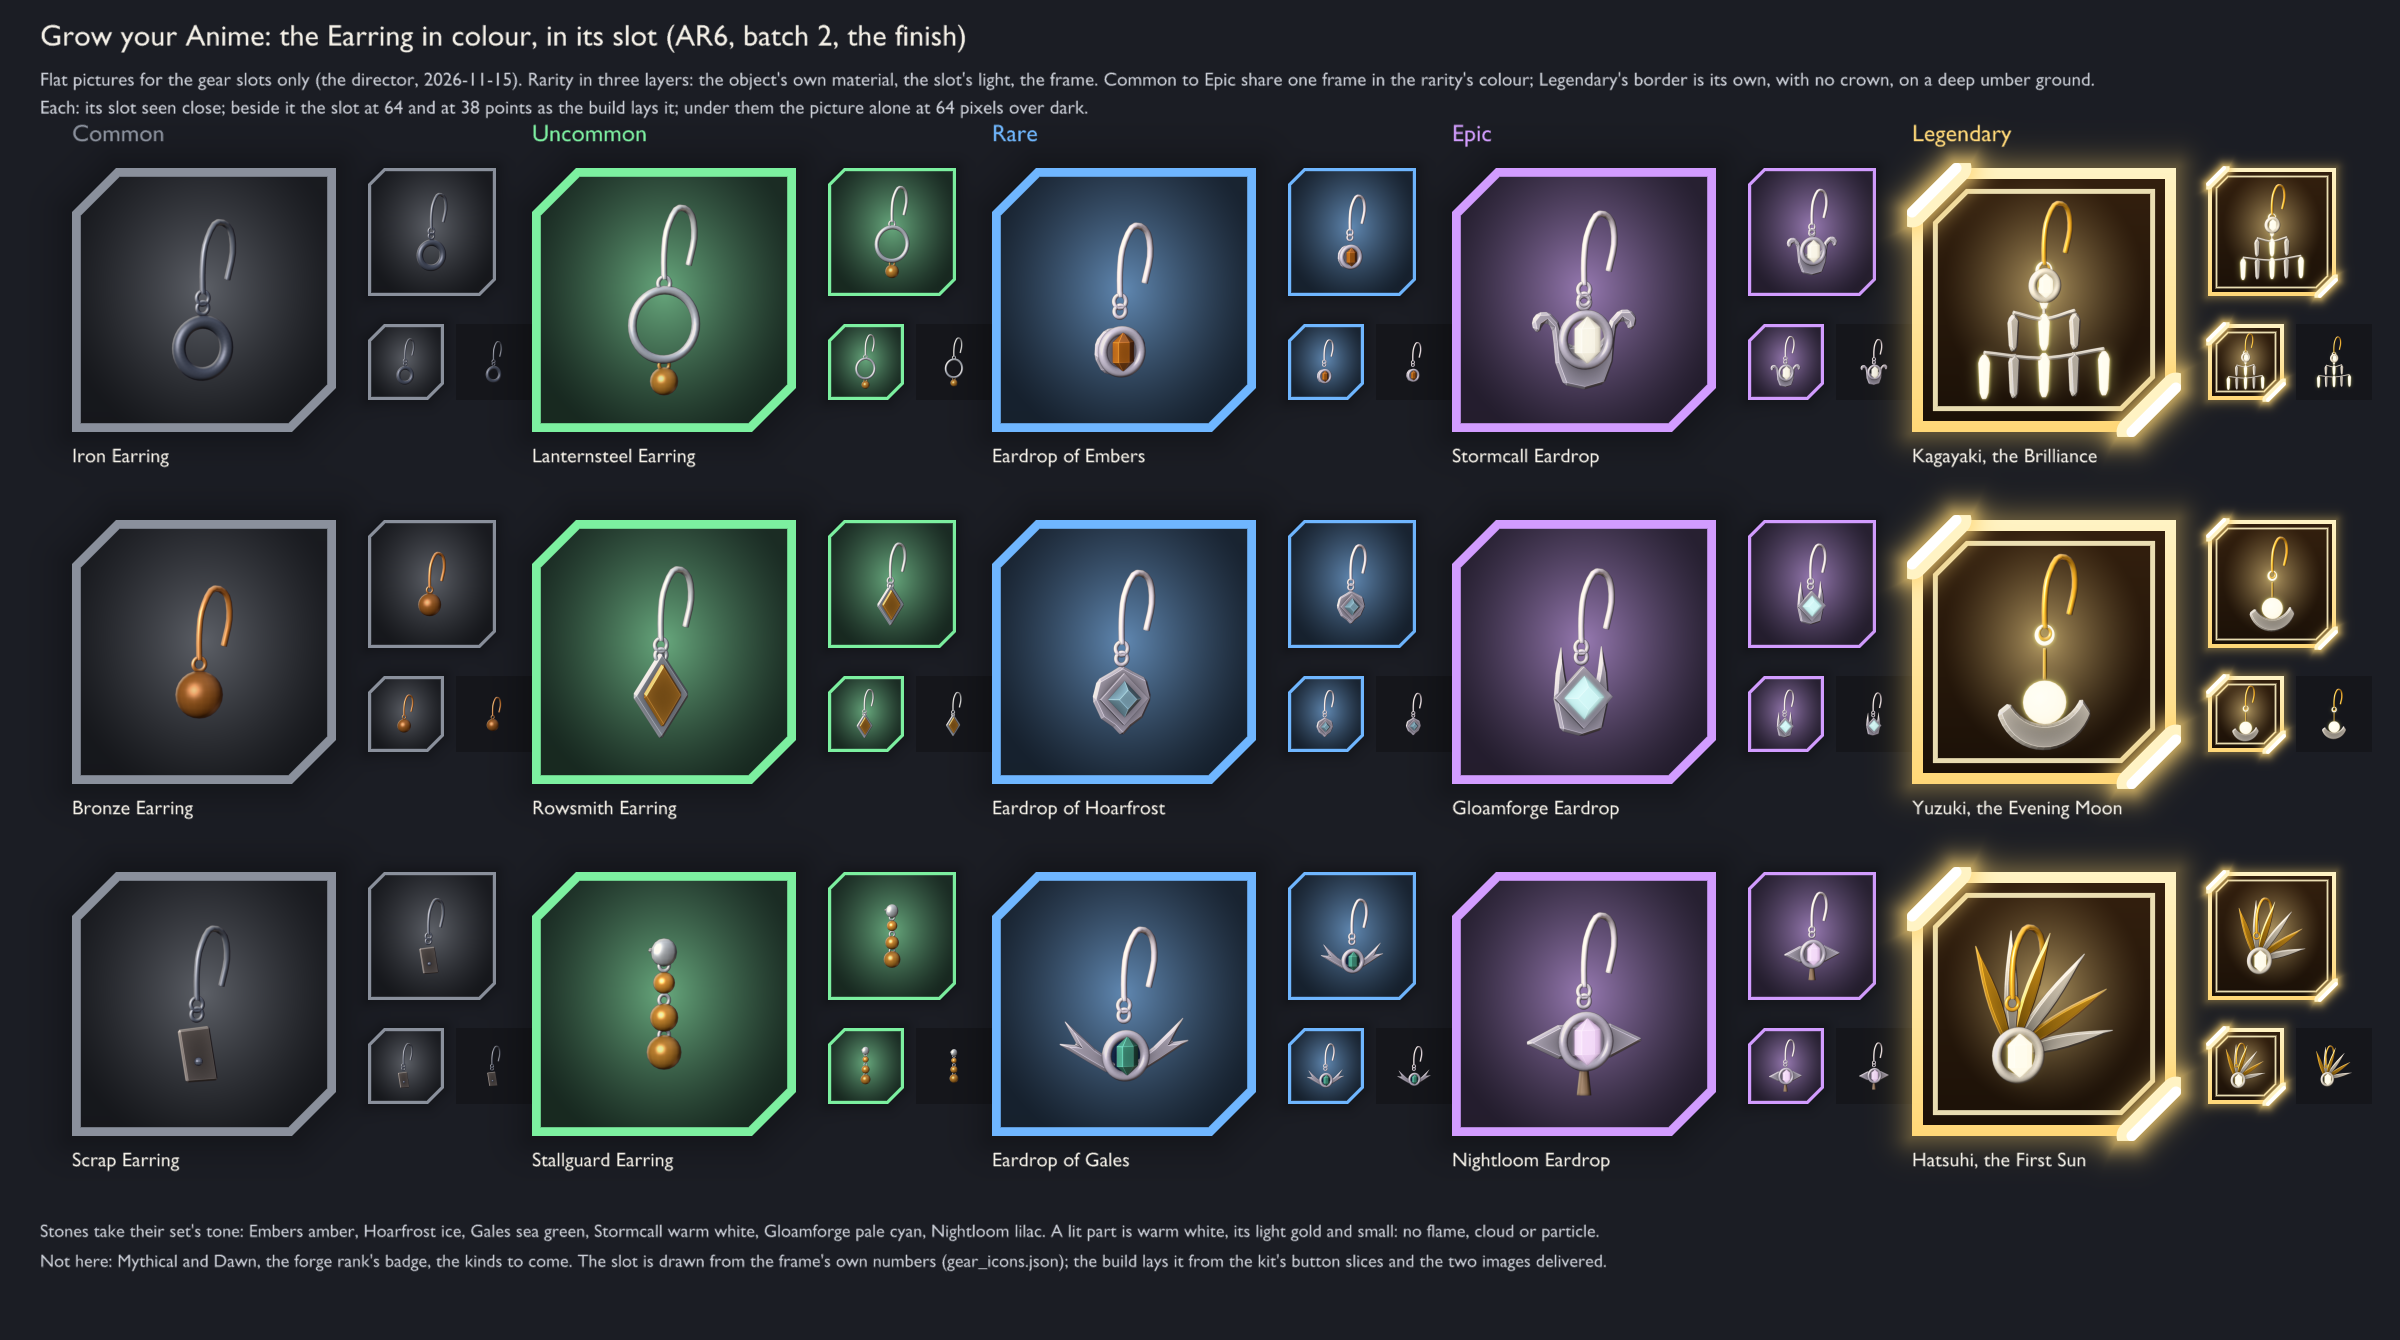 Grow your Anime: the Earring in colour, in its slot (AR6, batch 2, the finish)
Flat pictures for the gear slots only (the director, 2026-11-15). Rarity in three layers: the object's own material, the slot's light, the frame. Common to Epic share one frame in the rarity's colour; Legendary's border is its own, with no crown, on a deep umber ground.
Each: its slot seen close; beside it the slot at 64 and at 38 points as the build lays it; under them the picture alone at 64 pixels over dark.
Common
Uncommon
Rare
Epic
Legendary
Iron Earring
Lanternsteel Earring
Eardrop of Embers
Stormcall Eardrop
Kagayaki, the Brilliance
Bronze Earring
Rowsmith Earring
Eardrop of Hoarfrost
Gloamforge Eardrop
Yuzuki, the Evening Moon
Scrap Earring
Stallguard Earring
Eardrop of Gales
Nightloom Eardrop
Hatsuhi, the First Sun
Stones take their set's tone: Embers amber, Hoarfrost ice, Gales sea green, Stormcall warm white, Gloamforge pale cyan, Nightloom lilac. A lit part is warm white, its light gold and small: no flame, cloud or particle.
Not here: Mythical and Dawn, the forge rank's badge, the kinds to come. The slot is drawn from the frame's own numbers (gear_icons.json); the build lays it from the kit's button slices and the two images delivered.